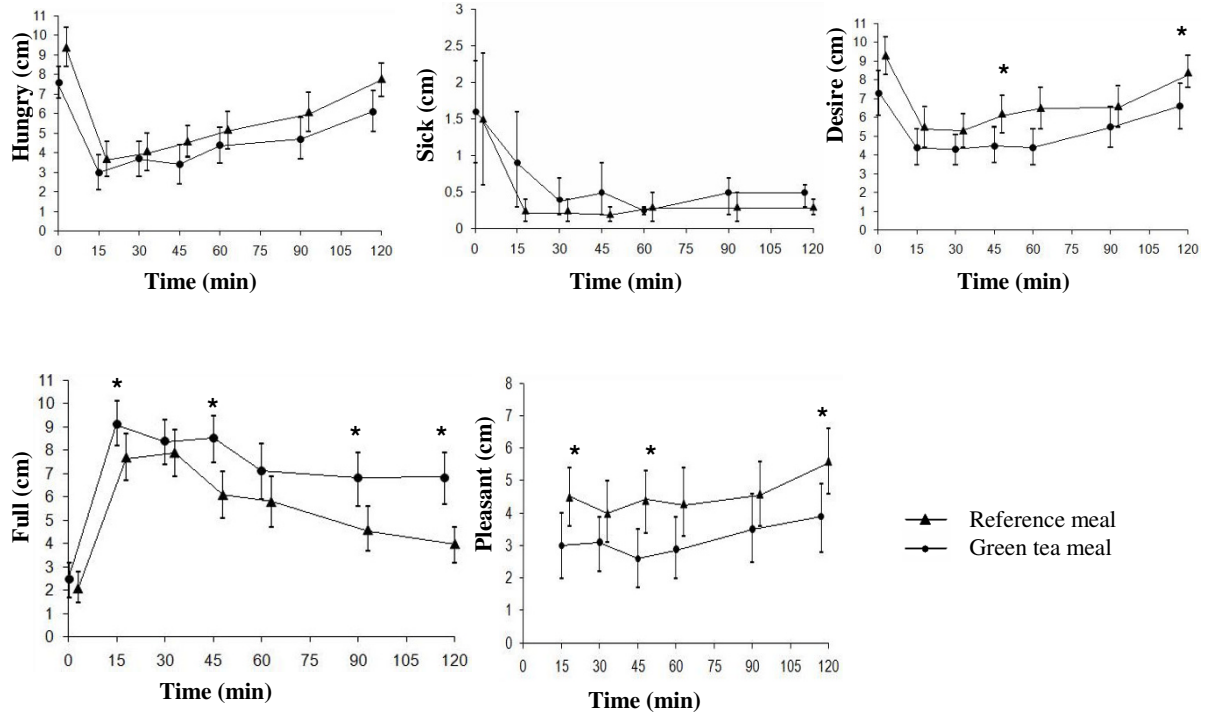 Hungry (cm)
11
10
9
8
7
6
5
4
3
2
1
0
0 15 30 45 60 75 90 105 120
Time (min)
Sick (cm)
3
2.5
2
1.5
1
0.5
0
0 15 30 45 60 75 90 105 120
Time (min)
Desire (cm)
11
10
9
8
7
6
5
4
3
2
1
0
* *
0 15 30 45 60 75 90 105 120
Time (min)
Full (cm)
11
10
9
8
7
6
5
4
3
2
1
0
* * * *
0 15 30 45 60 75 90 105 120
Time (min)
Pleasant (cm)
8
7
6
5
4
3
2
1
0
* * *
0 15 30 45 60 75 90 105 120
Time (min)
Reference meal
Green tea meal